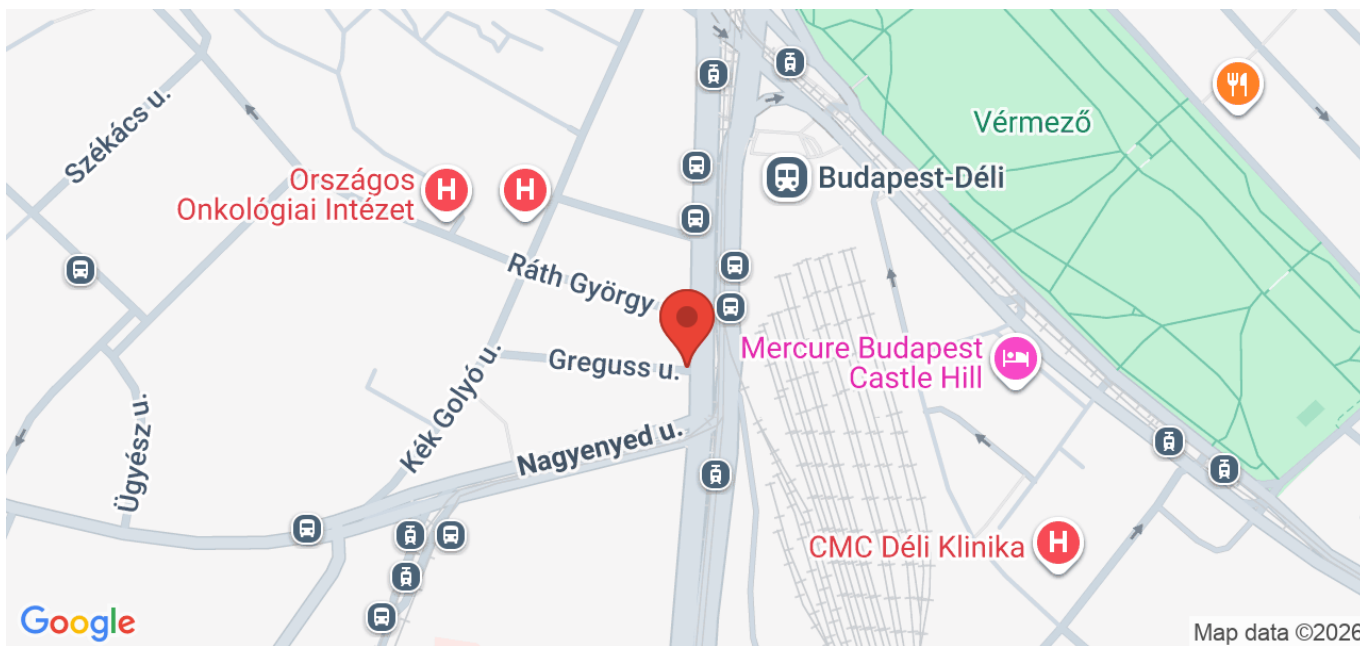 Székács u.
Vérmező
Országos
Onkológiai Intézet
H
H
Budapest-Déli
Ráth György
Mercure Budapest
Castle Hill
Greguss u.
Kék Golyó u.
Ügyész u.
Nagyenyed u.
CMC Déli Klinika
H
Google
Map data ©2026